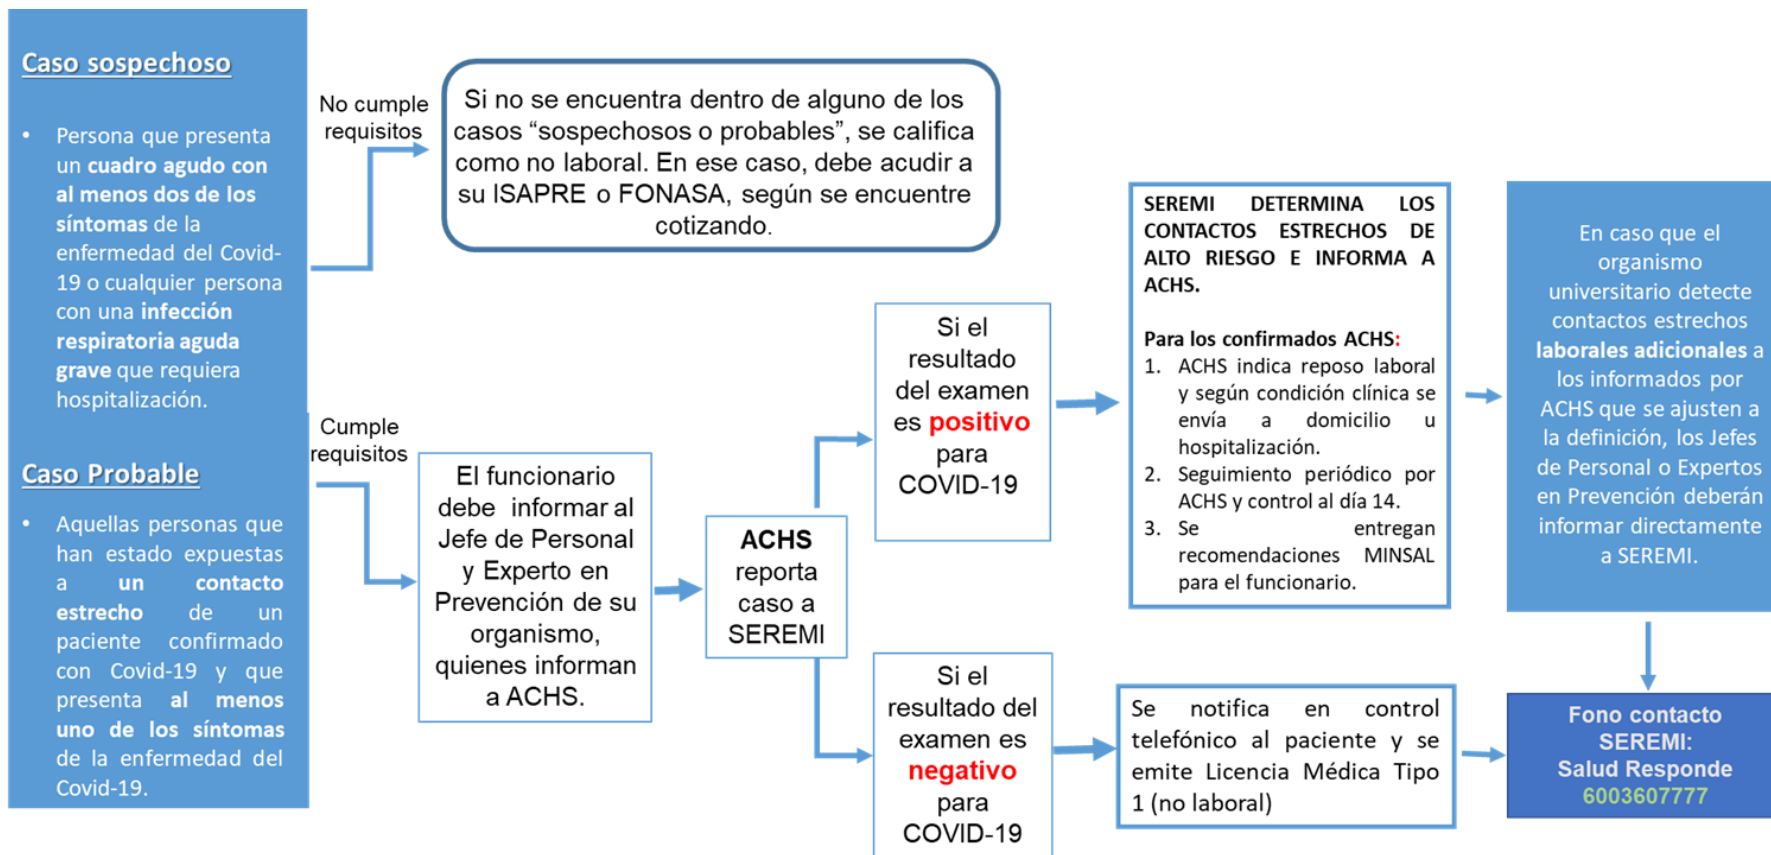 Caso sospechoso
• Persona que presenta
un cuadro agudo con
al menos dos de los
síntomas de la
enfermedad del Covid-
19 o cualquier persona
con una infección
respiratoria aguda
grave que requiera
hospitalización.
Caso Probable
• Aquellas personas que
han estado expuestas
a un contacto
estrecho de un
paciente confirmado
con Covid-19 y que
presenta al menos
uno de los síntomas
de la enfermedad del
Covid-19.
No cumple
requisitos
Si no se encuentra dentro de alguno de los
casos “sospechosos o probables”, se califica
como no laboral. En ese caso, debe acudir a
su ISAPRE o FONASA, según se encuentre
cotizando.
Cumple
requisitos
El funcionario
debe informar al
Jefe de Personal
y Experto en
Prevención de su
organismo,
quienes informan
a ACHS.
ACHS
reporta
caso a
SEREMI
Si el
resultado
del examen
es positivo
para
COVID-19
SEREMI DETERMINA LOS
CONTACTOS ESTRECHOS DE
ALTO RIESGO E INFORMA A
ACHS.
Para los confirmados ACHS:
1. ACHS indica reposo laboral
y según condición clínica se
envía a domicilio u
hospitalización.
2. Seguimiento periódico por
ACHS y control al día 14.
3. Se entregan
recomendaciones MINSAL
para el funcionario.
En caso que el
organismo
universitario detecte
contactos estrechos
laborales adicionales a
los informados por
ACHS que se ajusten a
la definición, los Jefes
de Personal o Expertos
en Prevención deberán
informar directamente
a SEREMI.
Si el
resultado del
examen es
negativo
para
COVID-19
Se notifica en control
telefónico al paciente y se
emite Licencia Médica Tipo
1 (no laboral)
Fono contacto
SEREMI:
Salud Responde
6003607777